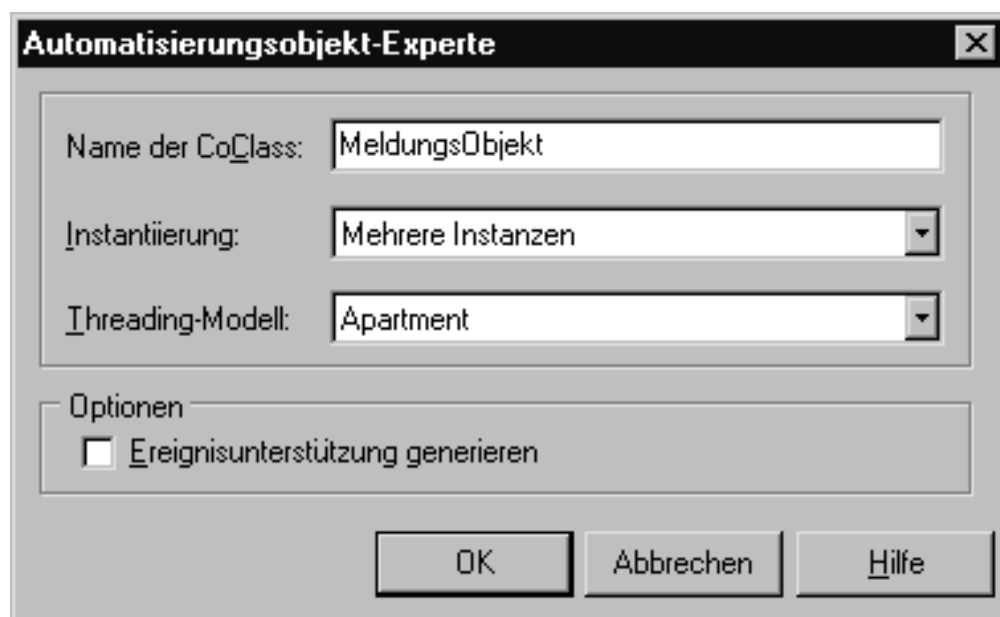 Automatisierungsobjekt-Experte
Name der CoClass: MeldungsObjekt
Instantiierung: Mehrere Instanzen
Threading-Modell: Apartment
Optionen
Ereignisunterstützung generieren
OK Abbrechen Hilfe